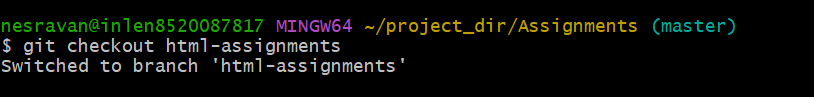 nesravan@inlen8520087817 MINGW64 ~/project_dir/Assignments (master)
$ git checkout html-assignments
Switched to branch 'html-assignments'